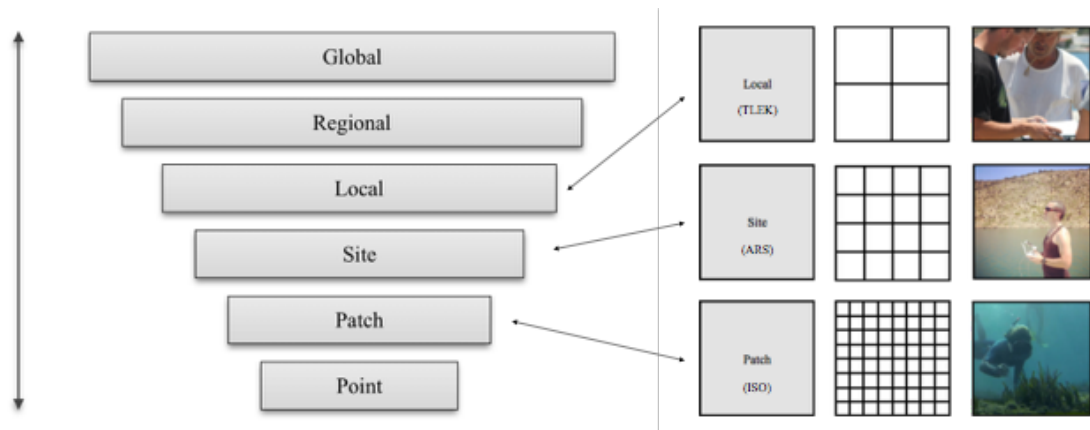 Global
Regional
Local
Site
Patch
Point
Local
(TLEK)
Site
(ARS)
Patch
(ISO)